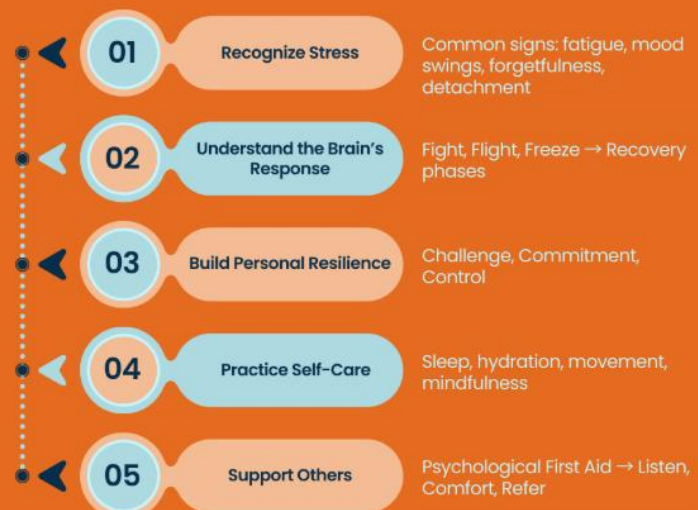 01
Recognize Stress
Common signs: fatigue, mood
swings, forgetfulness,
detachment
02
Understand the Brain's
Response
Fight, Flight, Freeze → Recovery
phases
03
Build Personal Resilience
Challenge, Commitment,
Control
04
Practice Self-Care
Sleep, hydration, movement,
mindfulness
05
Support Others
Psychological First Aid → Listen,
Comfort, Refer